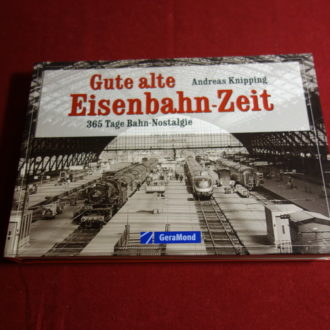 Gute alte
Andreas Knipping
Eisenbahn-Zeit
365 Tage Bahn-Nostalgie
GeraMond